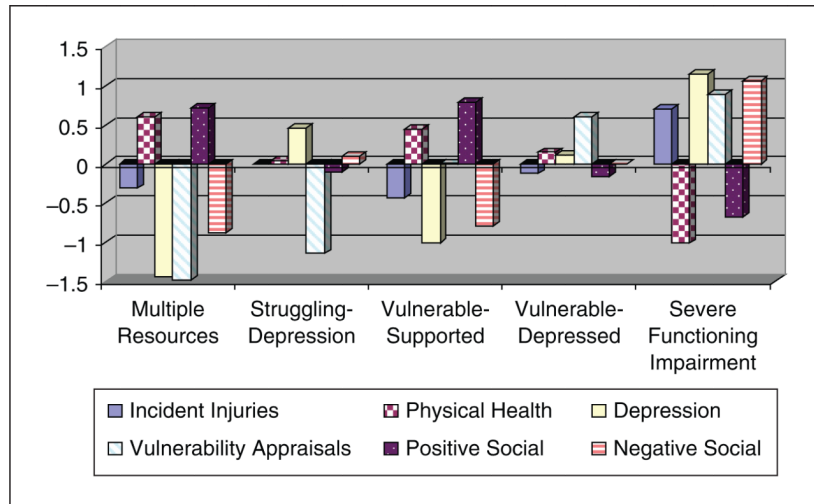 1.5
1
0.5
0
−0.5
−1
−1.5
Multiple
Resources
Struggling-
Depression
Vulnerable-
Supported
Vulnerable-
Depressed
Severe
Functioning
Impairment
Incident Injuries
Physical Health
Depression
Vulnerability Appraisals
Positive Social
Negative Social